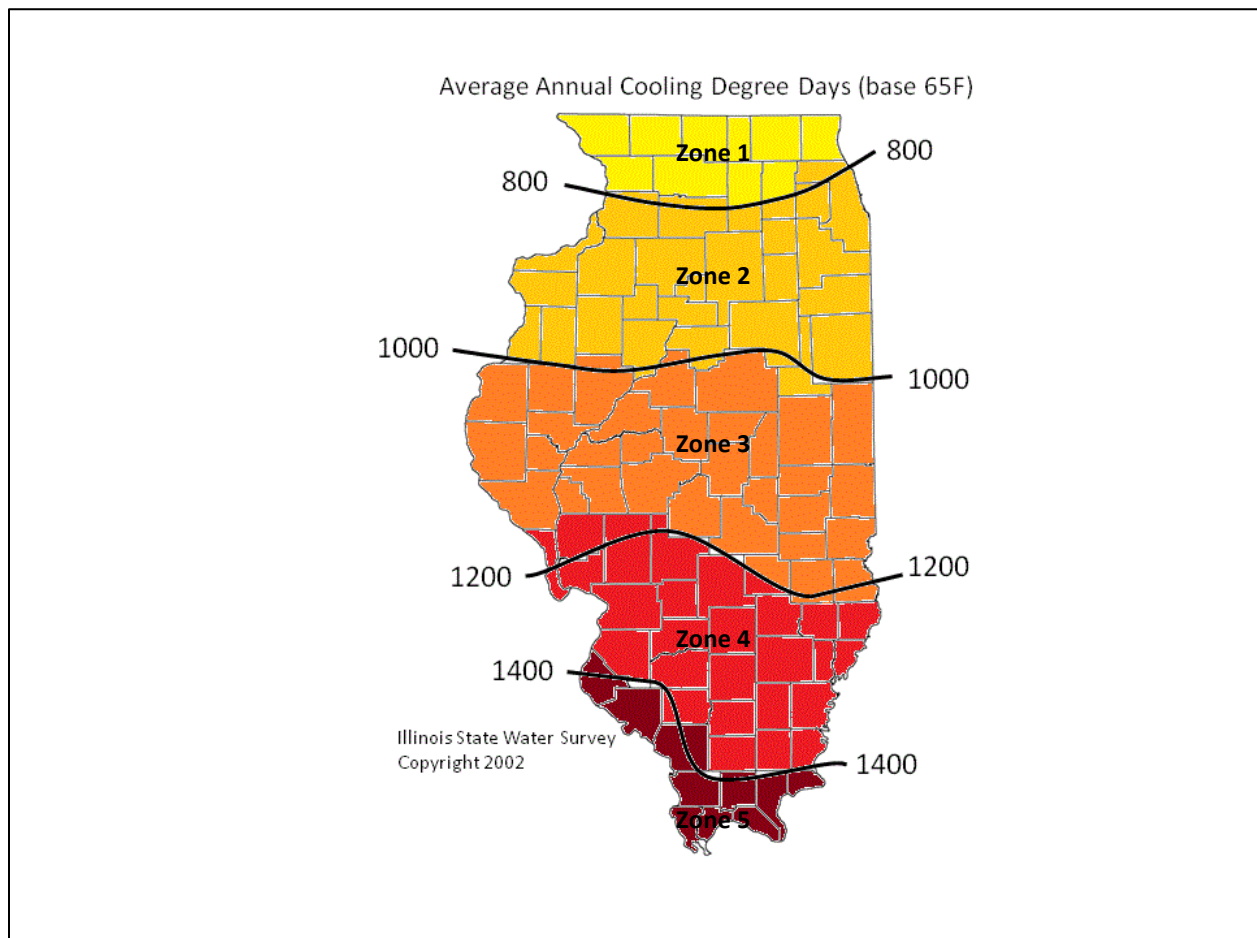 Average Annual Cooling Degree Days (base 65F)
Zone 1
800
800
Zone 2
1000
1000
Zone 3
1200
1200
Zone 4
1400
Illinois State Water Survey
Copyright 2002
1400
Zone 5